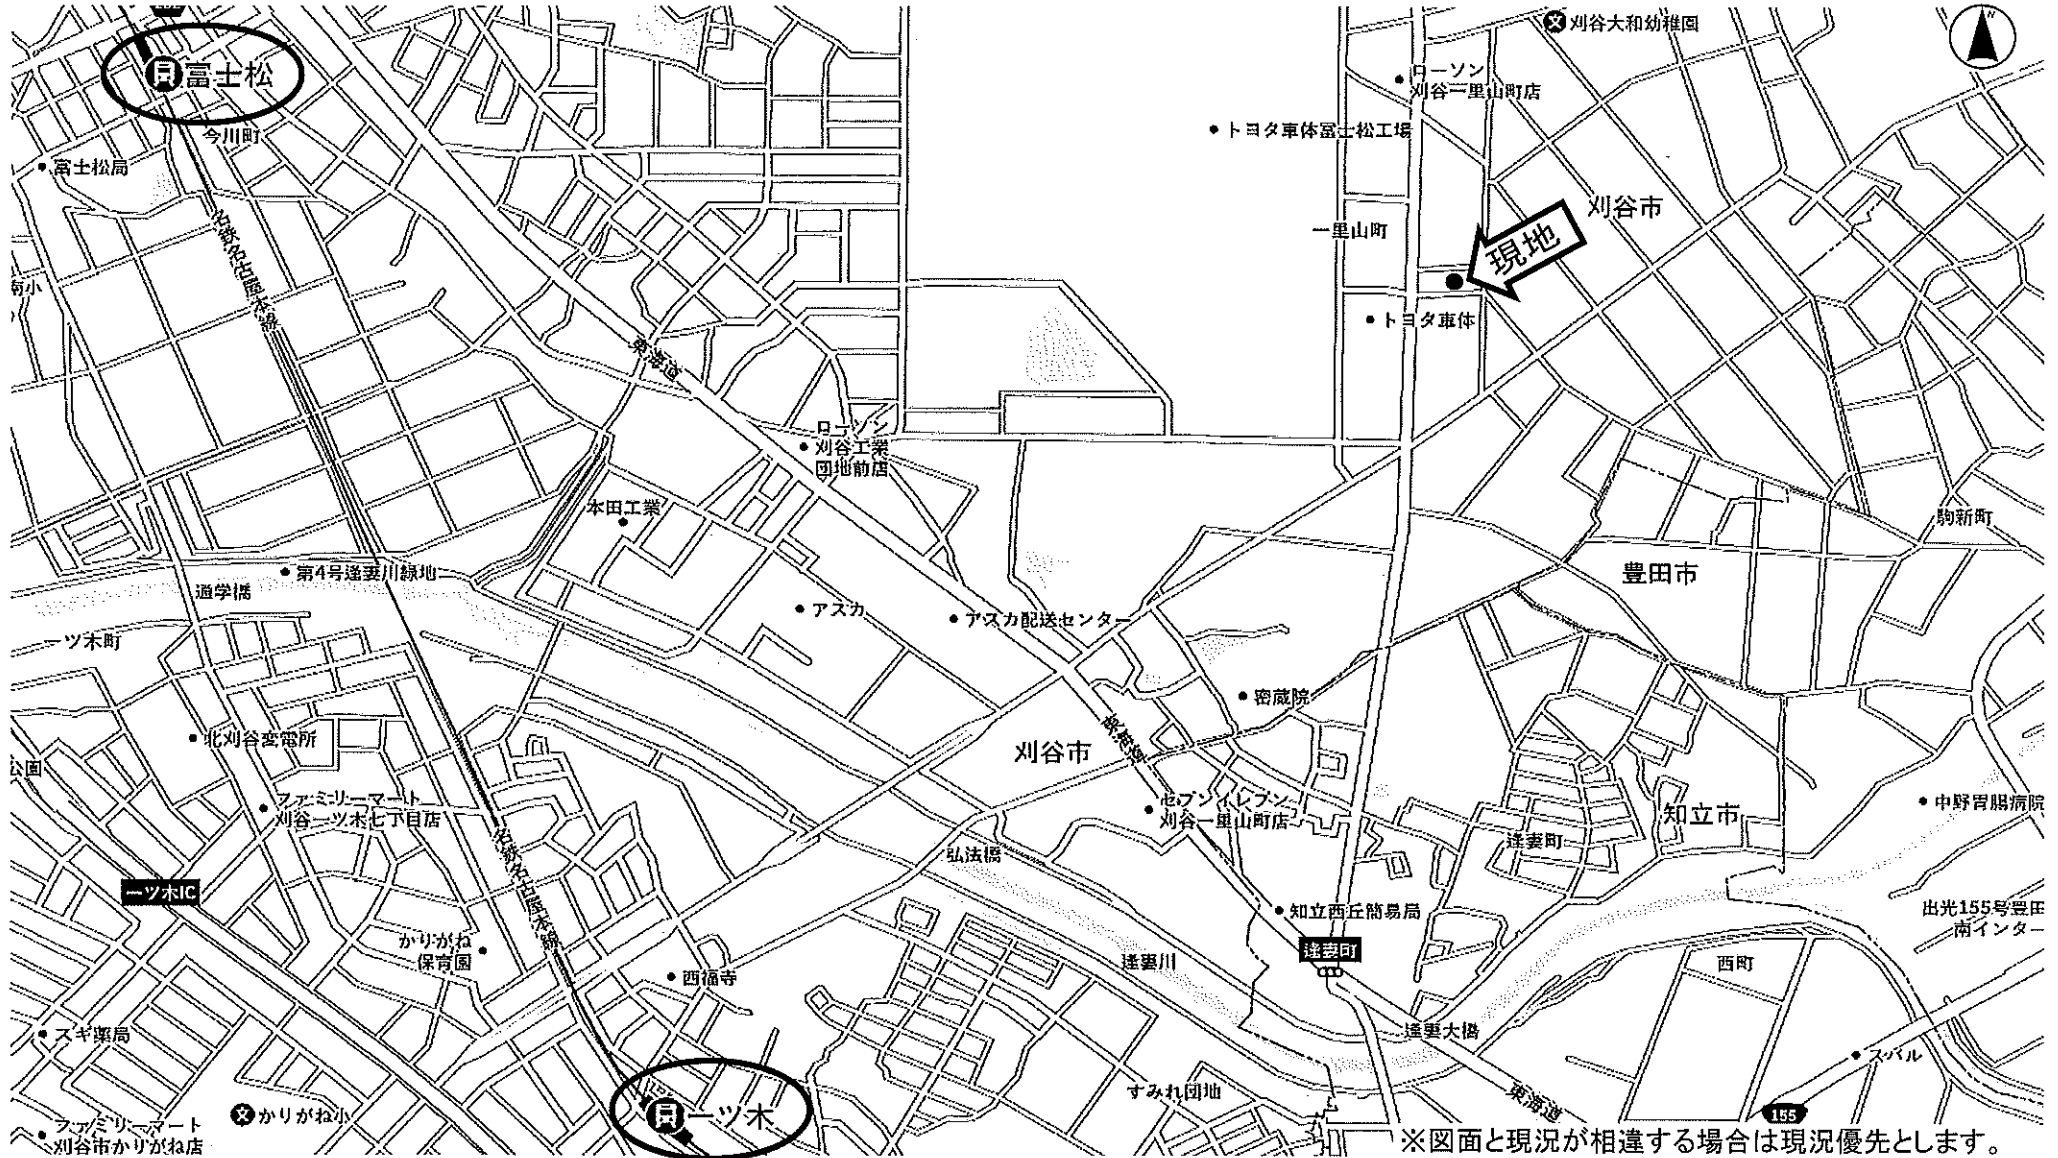 刈谷大和幼稚園
N
富士松
ローソン
刈谷一里山町店
今川町
トヨタ車体富士松工場
富士松局
刈谷市
名鉄名古屋本線
一里山町
現地
南小
トヨタ車体
東海道
ローソン
刈谷工業
団地前店
本田工業
駒新町
第4号逢妻川緑地
豊田市
通学橋
アスカ
アスカ配送センター
一ツ木町
密蔵院
北刈谷変電所
東海道
刈谷市
公園
ファミリーマート
刈谷一ツ木七丁目店
セブンイレブン
刈谷一里山町店
知立市
中野胃腸病院
名鉄名古屋本線
弘法橋
逢妻町
一ツ木IC
知立西丘簡易局
出光155号豊田
南インター
かりがね
保育園
逢妻町
西福寺
逢妻川
西町
スギ薬局
逢妻大橋
スバル
すみれ団地
東海道
かりがね小
一ツ木
155
ファミリーマート
刈谷市かりがね店
※図面と現況が相違する場合は現況優先とします。